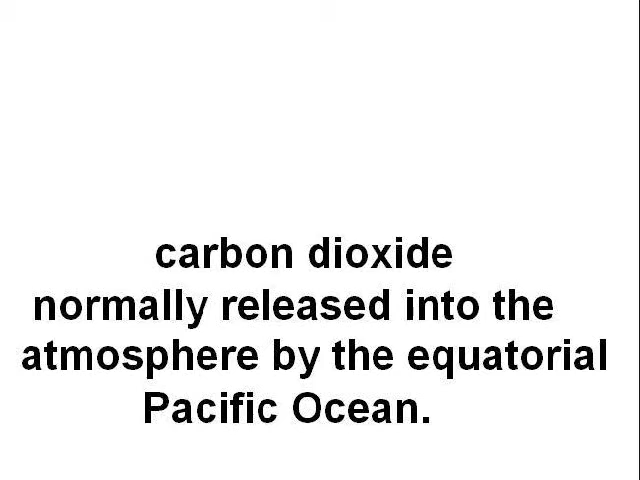 carbon dioxide
normally released into the
atmosphere by the equatorial
Pacific Ocean.